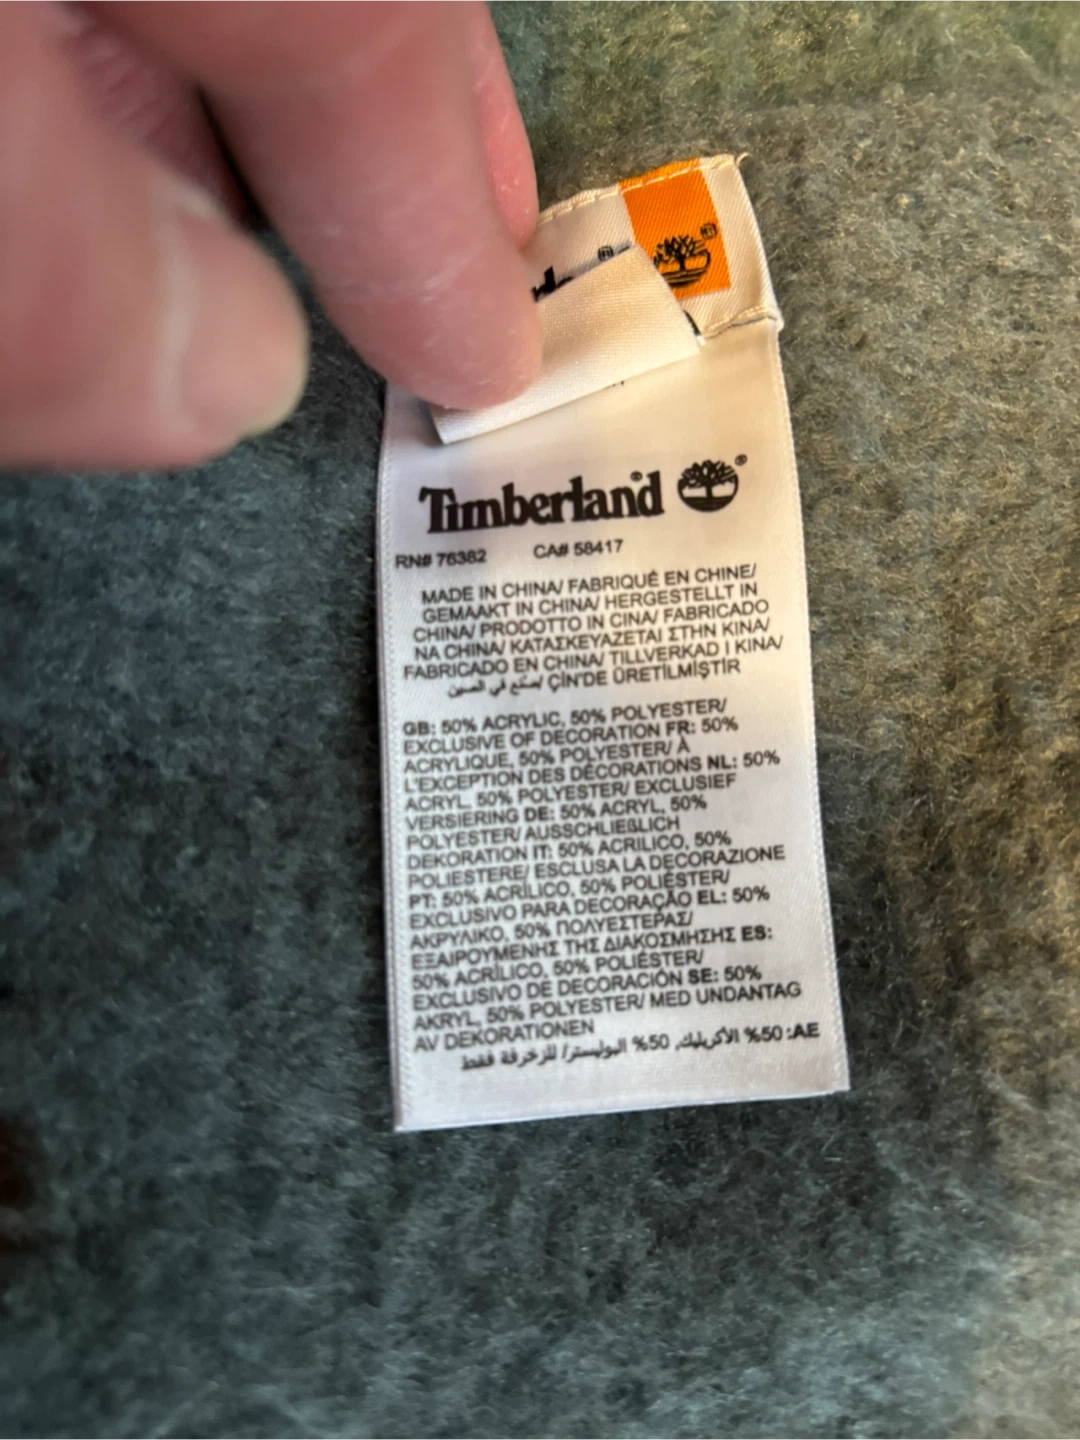 Timberland®
RN# 76382 CA# 58417
MADE IN CHINA/ FABRIQUÉ EN CHINE/
GEMAAKT IN CHINA/ HERGESTELLT IN
CHINA/ PRODOTTO IN CINA/ FABRICADO
NA CHINA/ ΚΑΤΑΣΚΕΥΑΖΕΤΑΙ ΣΤΗΝ ΚΙΝΑ/
FABRICADO EN CHINA/ TILLVERKAD I KINA/
صنّع في الصين/ ÇİN'DE ÜRETİLMİŞTİR
GB: 50% ACRYLIC, 50% POLYESTER/
EXCLUSIVE OF DECORATION FR: 50%
ACRYLIQUE, 50% POLYESTER/ À
L'EXCEPTION DES DÉCORATIONS NL: 50%
ACRYL, 50% POLYESTER/ EXCLUSIEF
VERSIERING DE: 50% ACRYL, 50%
POLYESTER/ AUSSCHLIEßLICH
DEKORATION IT: 50% ACRILICO, 50%
POLIESTERE/ ESCLUSA LA DECORAZIONE
PT: 50% ACRÍLICO, 50% POLIÉSTER/
EXCLUSIVO PARA DECORAÇÃO EL: 50%
ΑΚΡΥΛΙΚΟ, 50% ΠΟΛΥΕΣΤΕΡΑΣ/
ΕΞΑΙΡΟΥΜΕΝΗΣ ΤΗΣ ΔΙΑΚΟΣΜΗΣΗΣ ES:
50% ACRÍLICO, 50% POLIÉSTER/
EXCLUSIVO DE DECORACIÓN SE: 50%
AKRYL, 50% POLYESTER/ MED UNDANTAG
AV DEKORATIONEN
AE: 50% الأكريليك, 50% البوليستر/ للزخرفة فقط